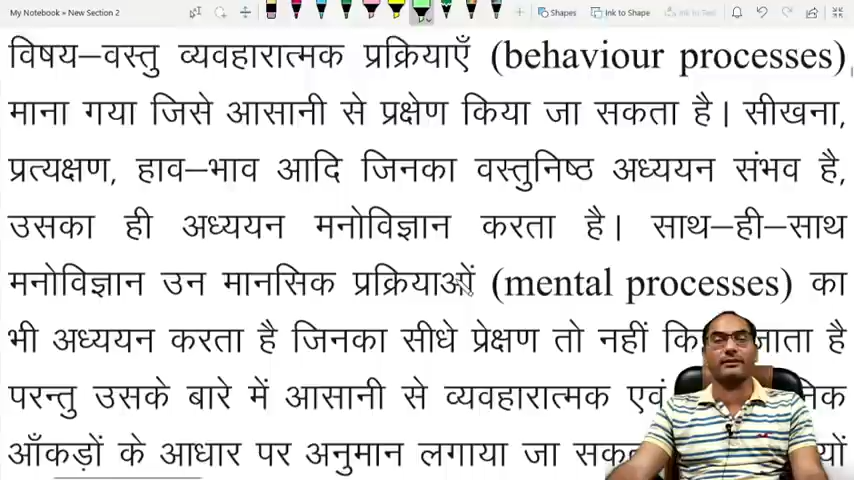 My Notebook » New Section 2
Shapes Ink to Shape Ink to Text
विषय–वस्तु व्यवहारात्मक प्रक्रियाएँ (behaviour processes)
माना गया जिसे आसानी से प्रक्षेण किया जा सकता है। सीखना,
प्रत्यक्षण, हाव–भाव आदि जिनका वस्तुनिष्ठ अध्ययन संभव है,
उसका ही अध्ययन मनोविज्ञान करता है। साथ–ही–साथ
मनोविज्ञान उन मानसिक प्रक्रियाओं (mental processes) का
भी अध्ययन करता है जिनका सीधे प्रेक्षण तो नहीं जाता है
परन्तु उसके बारे में आसानी से व्यवहारात्मक एवं
आँकड़ों के आधार पर अनुमान लगाया जा